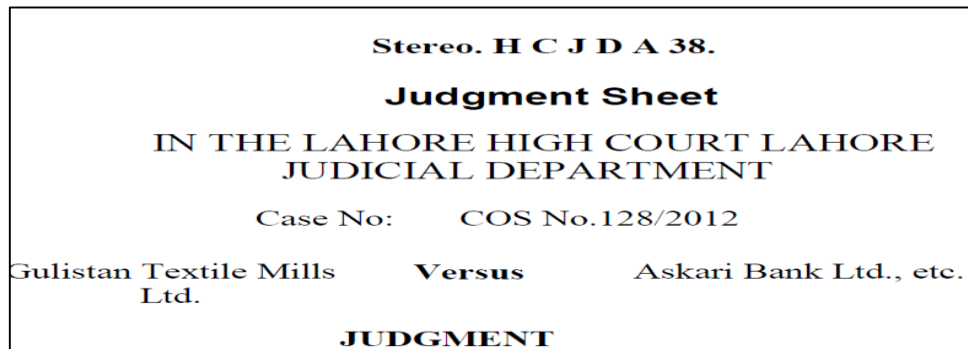 Stereo. H C J D A 38.
Judgment Sheet
IN THE LAHORE HIGH COURT LAHORE
JUDICIAL DEPARTMENT
Case No: COS No.128/2012
Gulistan Textile Mills Versus Askari Bank Ltd., etc.
Ltd.
JUDGMENT